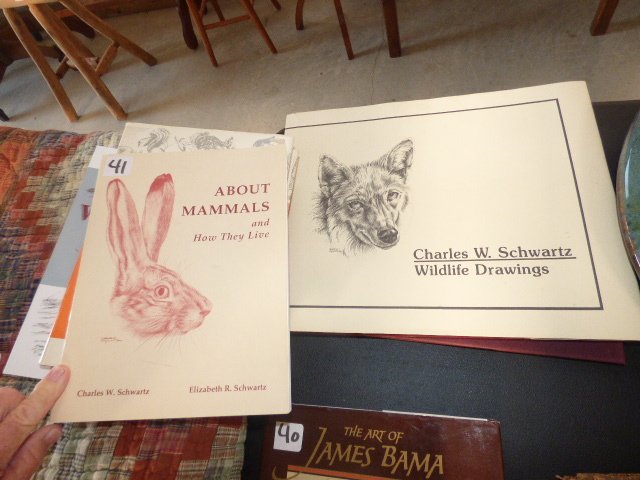 41
ABOUT
MAMMALS
and
How They Live
Charles W. Schwartz
Elizabeth R. Schwartz
Charles W. Schwartz
Wildlife Drawings
40
THE ART OF
JAMES BAMA